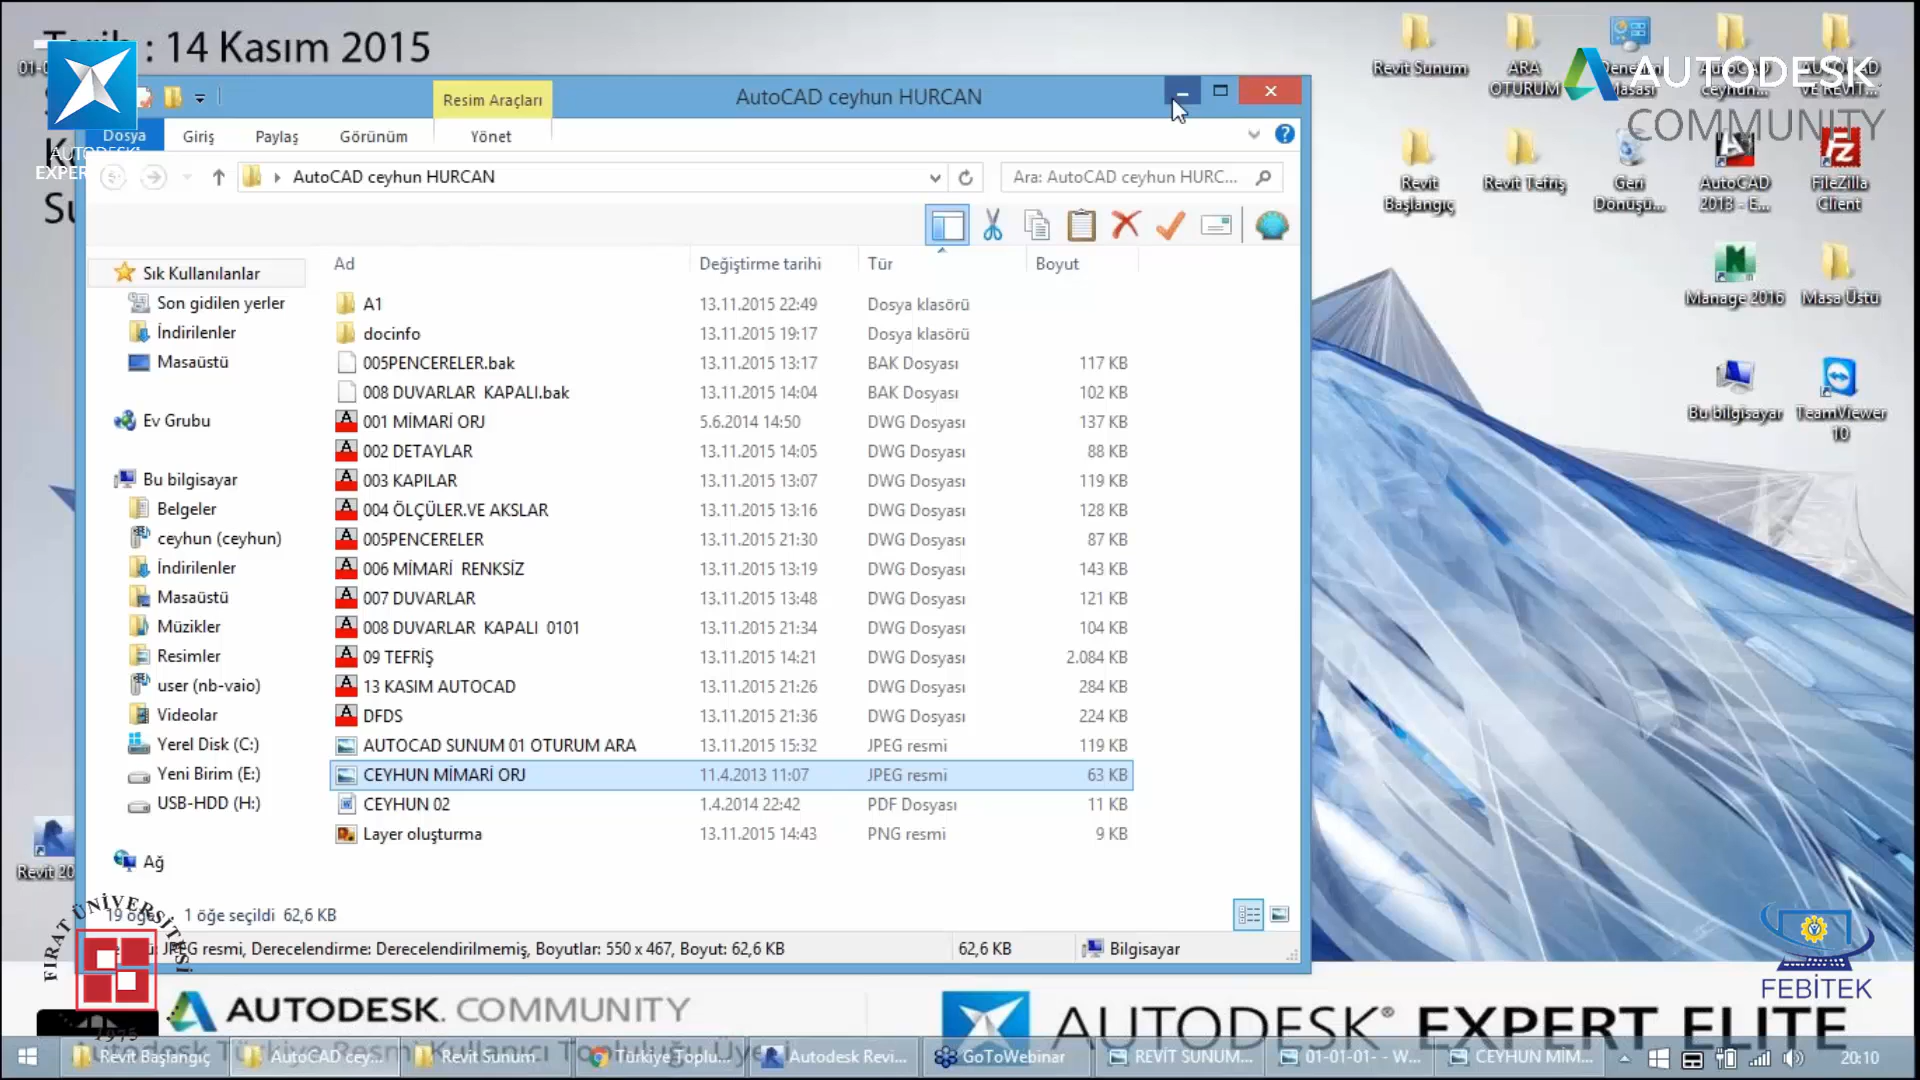 : 14 Kasım 2015
AUTODESK
EXPER
AutoCAD ceyhun HURCAN
Resim Araçları
Dosya
Giriş
Paylaş
Görünüm
Yönet
AutoCAD ceyhun HURCAN
Ara: AutoCAD ceyhun HURC...
Ad
Değiştirme tarihi
Tür
Boyut
Sık Kullanılanlar
Son gidilen yerler
İndirilenler
Masaüstü
Ev Grubu
Bu bilgisayar
Belgeler
ceyhun (ceyhun)
İndirilenler
Masaüstü
Müzikler
Resimler
user (nb-vaio)
Videolar
Yerel Disk (C:)
Yeni Birim (E:)
USB-HDD (H:)
Ağ
A1 13.11.2015 22:49 Dosya klasörü
docinfo 13.11.2015 19:17 Dosya klasörü
005PENCERELER.bak 13.11.2015 13:17 BAK Dosyası 117 KB
008 DUVARLAR KAPALI.bak 13.11.2015 14:04 BAK Dosyası 102 KB
001 MİMARİ ORJ 5.6.2014 14:50 DWG Dosyası 137 KB
002 DETAYLAR 13.11.2015 14:05 DWG Dosyası 88 KB
003 KAPILAR 13.11.2015 13:07 DWG Dosyası 119 KB
004 ÖLÇÜLER.VE AKSLAR 13.11.2015 13:16 DWG Dosyası 128 KB
005PENCERELER 13.11.2015 21:30 DWG Dosyası 87 KB
006 MİMARİ RENKSİZ 13.11.2015 13:19 DWG Dosyası 143 KB
007 DUVARLAR 13.11.2015 13:48 DWG Dosyası 121 KB
008 DUVARLAR KAPALI 0101 13.11.2015 21:34 DWG Dosyası 104 KB
09 TEFRİŞ 13.11.2015 14:21 DWG Dosyası 2.084 KB
13 KASIM AUTOCAD 13.11.2015 21:26 DWG Dosyası 284 KB
DFDS 13.11.2015 21:36 DWG Dosyası 224 KB
AUTOCAD SUNUM 01 OTURUM ARA 13.11.2015 15:32 JPEG resmi 119 KB
CEYHUN MİMARİ ORJ 11.4.2013 11:07 JPEG resmi 63 KB
CEYHUN 02 1.4.2014 22:42 PDF Dosyası 11 KB
Layer oluşturma 13.11.2015 14:43 PNG resmi 9 KB
19 öğe 1 öğe seçildi 62,6 KB
resmi, Derecelendirme: Derecelendirilmemiş, Boyutlar: 550 x 467, Boyut: 62,6 KB
62,6 KB
Bilgisayar
Revit Sunum
ARA OTURUM
AUTODESK
COMMUNITY
Revit Başlangıç
Revit Tefriş
Geri Dönüşü...
AutoCAD 2013 - E...
FileZilla Client
Manage 2016
Masa Üstü
Bu bilgisayar
TeamViewer 10
Revit 20
FIRAT ÜNİVERSİTESİ
1975
FEBİTEK
AUTODESK. COMMUNITY
AUTODESK® EXPERT ELITE
Autodesk Türkiye Resmi Kullanıcı Topluluğu Üyesi
Revit Başlangıç
AutoCAD cey...
Revit Sunum
Türkiye Toplu...
Autodesk Revi...
GoToWebinar
REVİT SUNUM...
01-01-01- - W...
CEYHUN MİM...
20:10